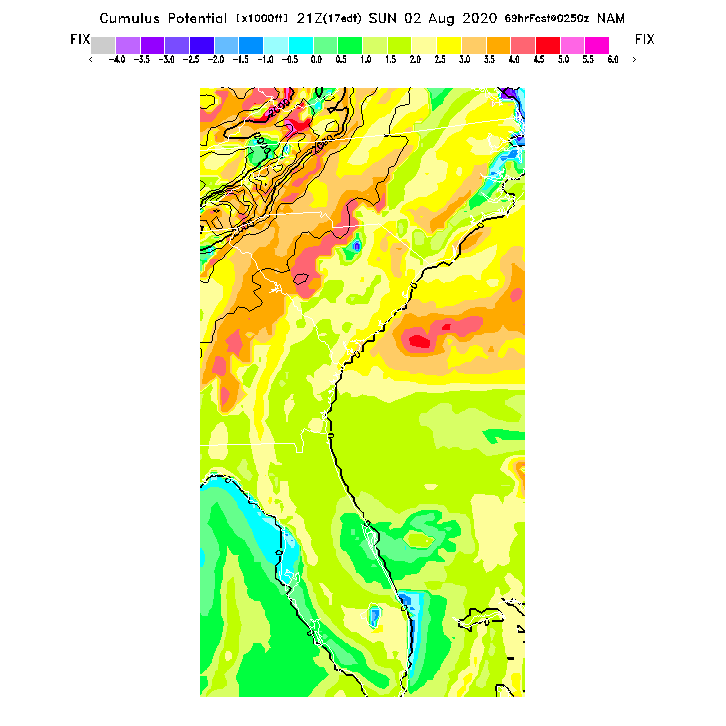 Cumulus Potential [x1000ft] 21Z(17edt) SUN 02 Aug 2020 69hrFcst@0250z NAM
FIX FIX
< -4.0 -3.5 -3.0 -2.5 -2.0 -1.5 -1.0 -0.5 0.0 0.5 1.0 1.5 2.0 2.5 3.0 3.5 4.0 4.5 5.0 5.5 6.0 >